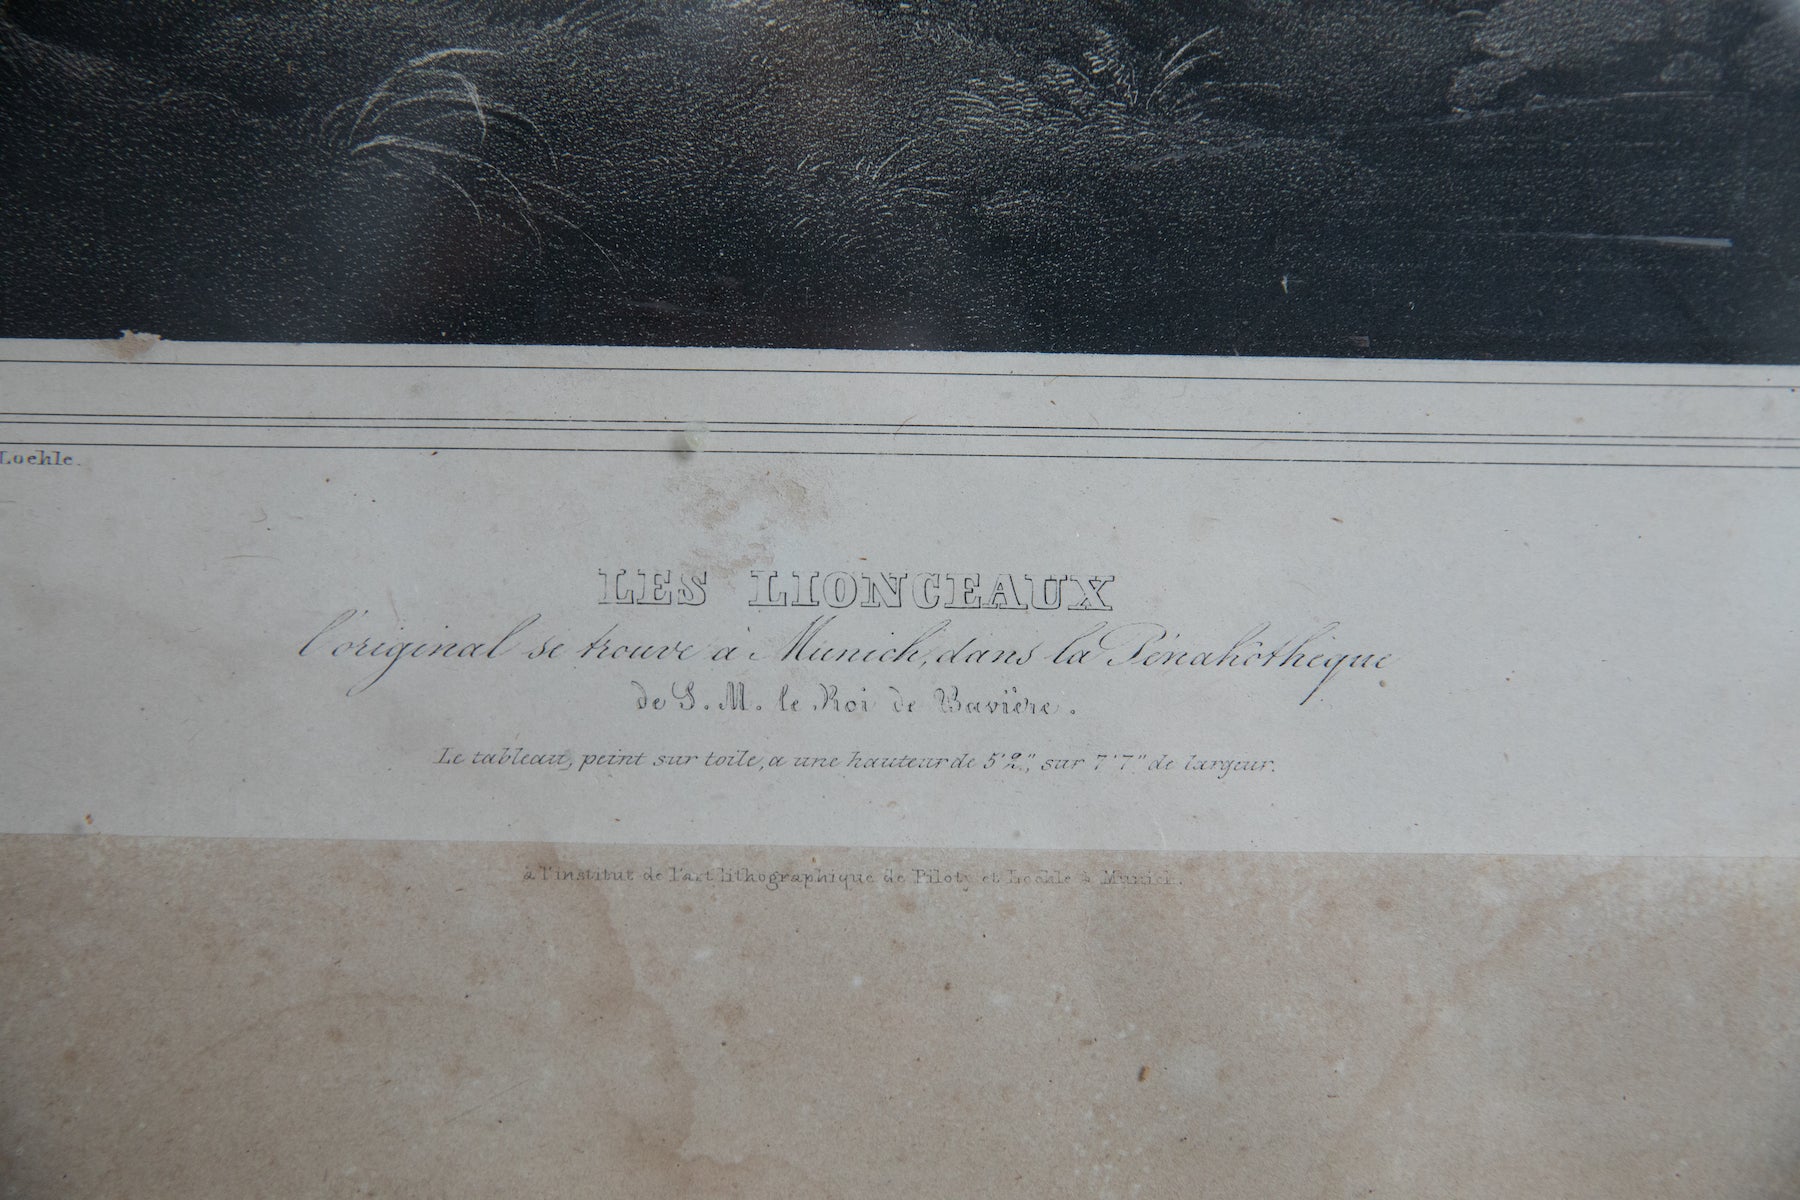 Loehle.
LES LIONCEAUX
l'original se trouve à Munich, dans la Pénakothèque
de S. M. le Roi de Bavière.
Le tableau, peint sur toile, a une hauteur de 5' 2", sur 7' 7" de largeur.
à l'institut de l'art lithographique de Piloty et Loehle à Munich.